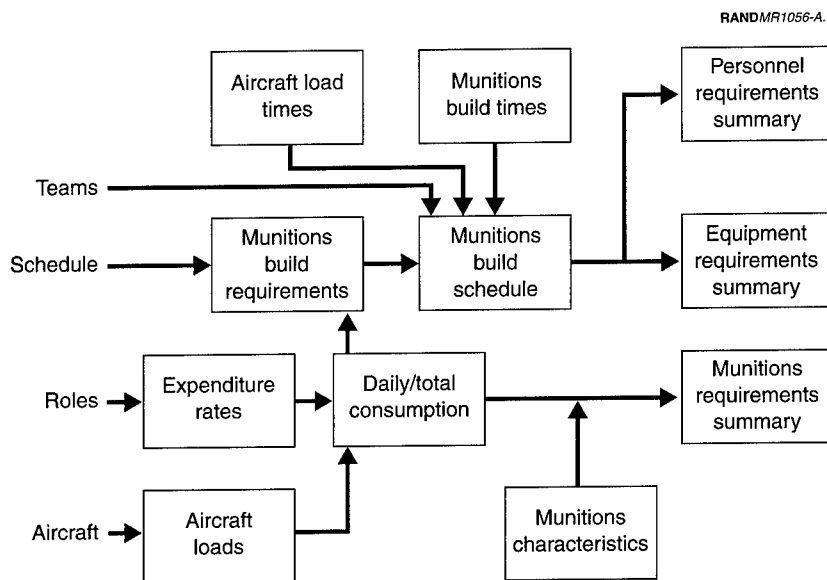 RANDMR1056-A.
Aircraft load
times
Munitions
build times
Personnel
requirements
summary
Teams
Schedule
Munitions
build
requirements
Munitions
build
schedule
Equipment
requirements
summary
Roles
Expenditure
rates
Daily/total
consumption
Munitions
requirements
summary
Aircraft
Aircraft
loads
Munitions
characteristics